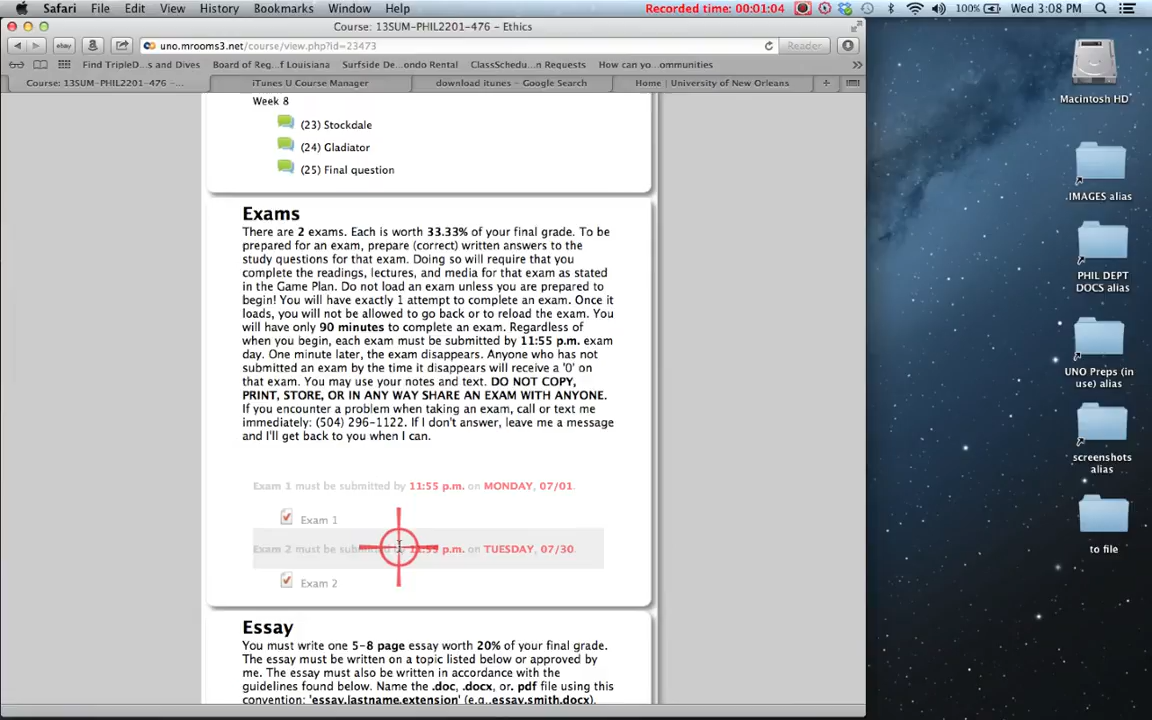 Safari File Edit View History Bookmarks Window Help Recorded time: 00:01:04 100% Wed 3:08 PM
Course: 13SUM-PHIL2201-476 – Ethics
ebay uno.mrooms3.net/course/view.php?id=23473 Reader
Find TripleD...s and Dives Board of Reg...f Louisiana Surfside De...ondo Rental ClassSchedu...n Requests How can yo...ommunities
Course: 13SUM-PHIL2201-476 –... iTunes U Course Manager download itunes – Google Search Home | University of New Orleans
Week 8
(23) Stockdale
(24) Gladiator
(25) Final question
Exams
There are 2 exams. Each is worth 33.33% of your final grade. To be
prepared for an exam, prepare (correct) written answers to the
study questions for that exam. Doing so will require that you
complete the readings, lectures, and media for that exam as stated
in the Game Plan. Do not load an exam unless you are prepared to
begin! You will have exactly 1 attempt to complete an exam. Once it
loads, you will not be allowed to go back or to reload the exam. You
will have only 90 minutes to complete an exam. Regardless of
when you begin, each exam must be submitted by 11:55 p.m. exam
day. One minute later, the exam disappears. Anyone who has not
submitted an exam by the time it disappears will receive a '0' on
that exam. You may use your notes and text. DO NOT COPY,
PRINT, STORE, OR IN ANY WAY SHARE AN EXAM WITH ANYONE.
If you encounter a problem when taking an exam, call or text me
immediately: (504) 296-1122. If I don't answer, leave me a message
and I'll get back to you when I can.
Exam 1 must be submitted by 11:55 p.m. on MONDAY, 07/01.
Exam 1
Exam 2 must be p.m. on TUESDAY, 07/30.
Exam 2
Essay
You must write one 5-8 page essay worth 20% of your final grade.
The essay must be written on a topic listed below or approved by
me. The essay must also be written in accordance with the
guidelines found below. Name the .doc, .docx, or. pdf file using this
convention: 'essay.lastname.extension' (e.g., essay.smith.docx).
Macintosh HD
IMAGES alias
PHIL DEPT
DOCS alias
UNO Preps (in
use) alias
screenshots
alias
to file